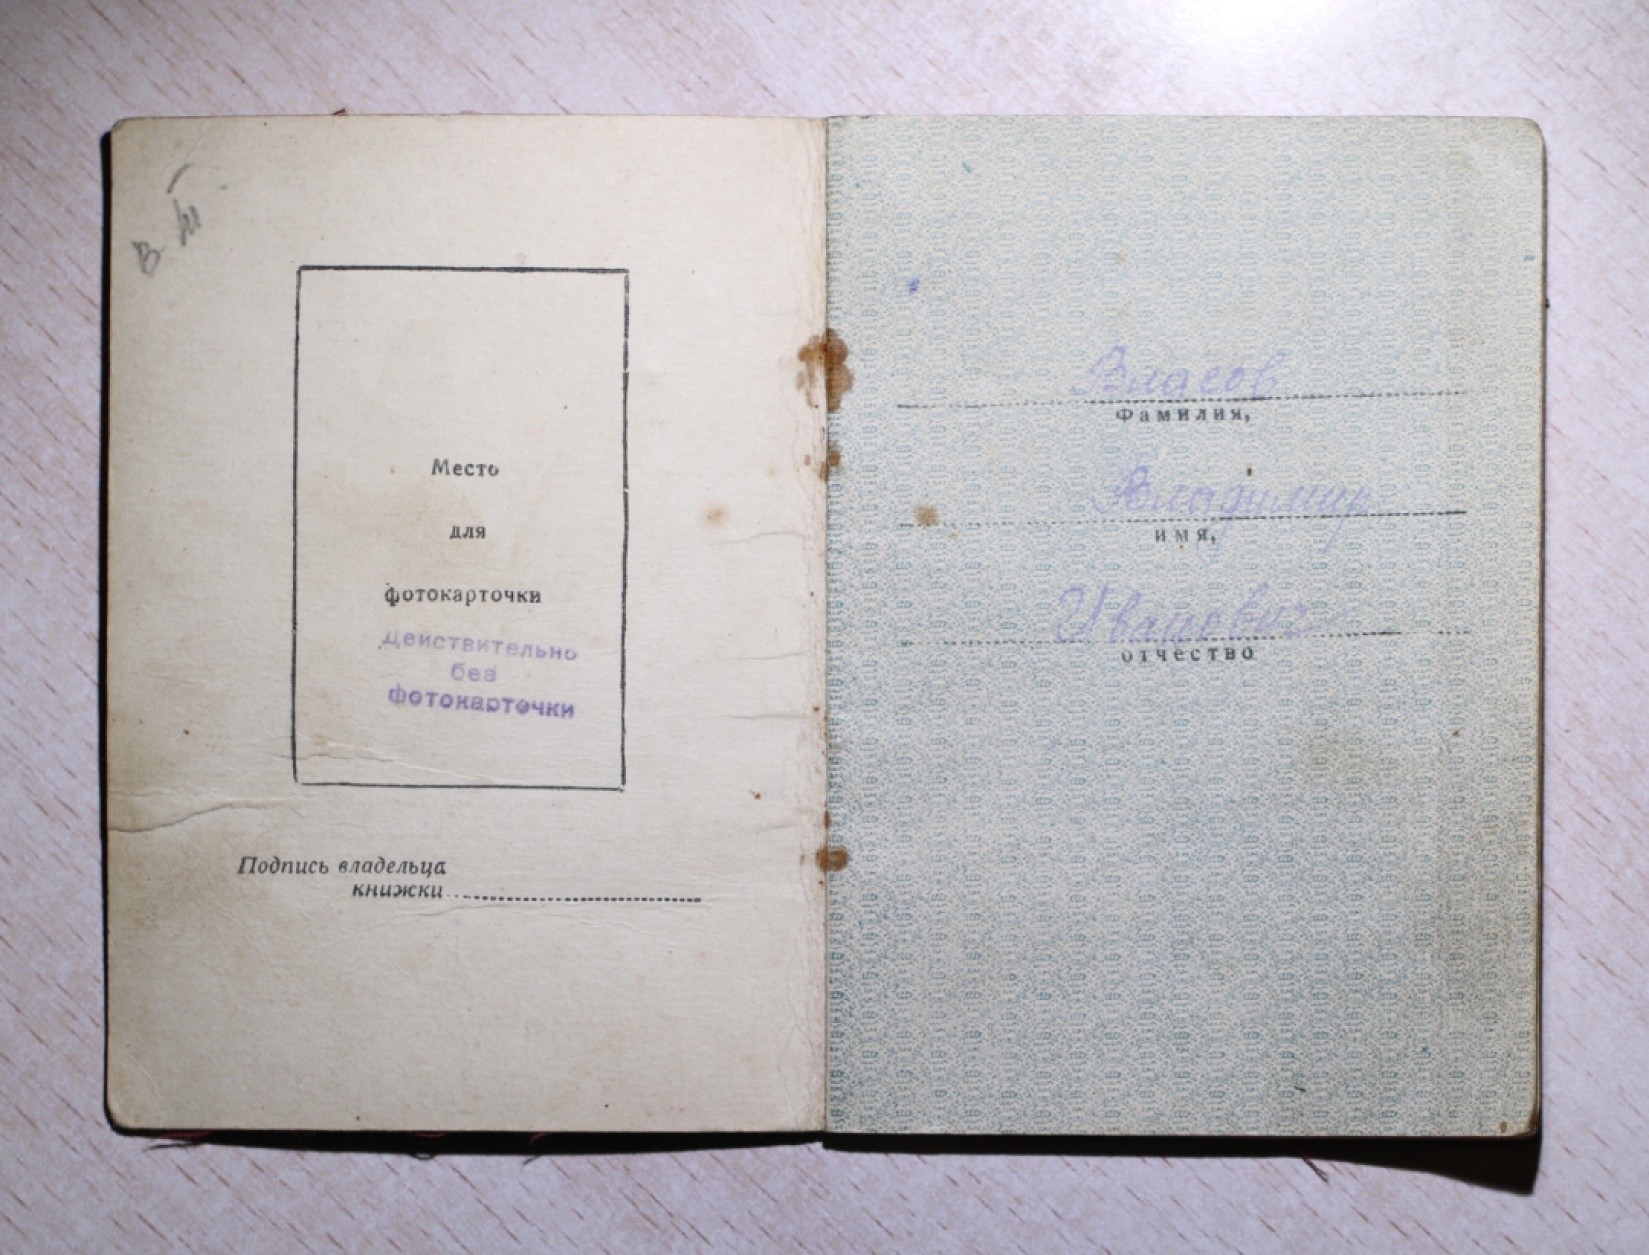 Место
для
фотокарточки
Действительно
без
фотокарточки
Подпись владельца
книжки
Власов
Фамилия,
Владимир
имя,
Иванович
отчество